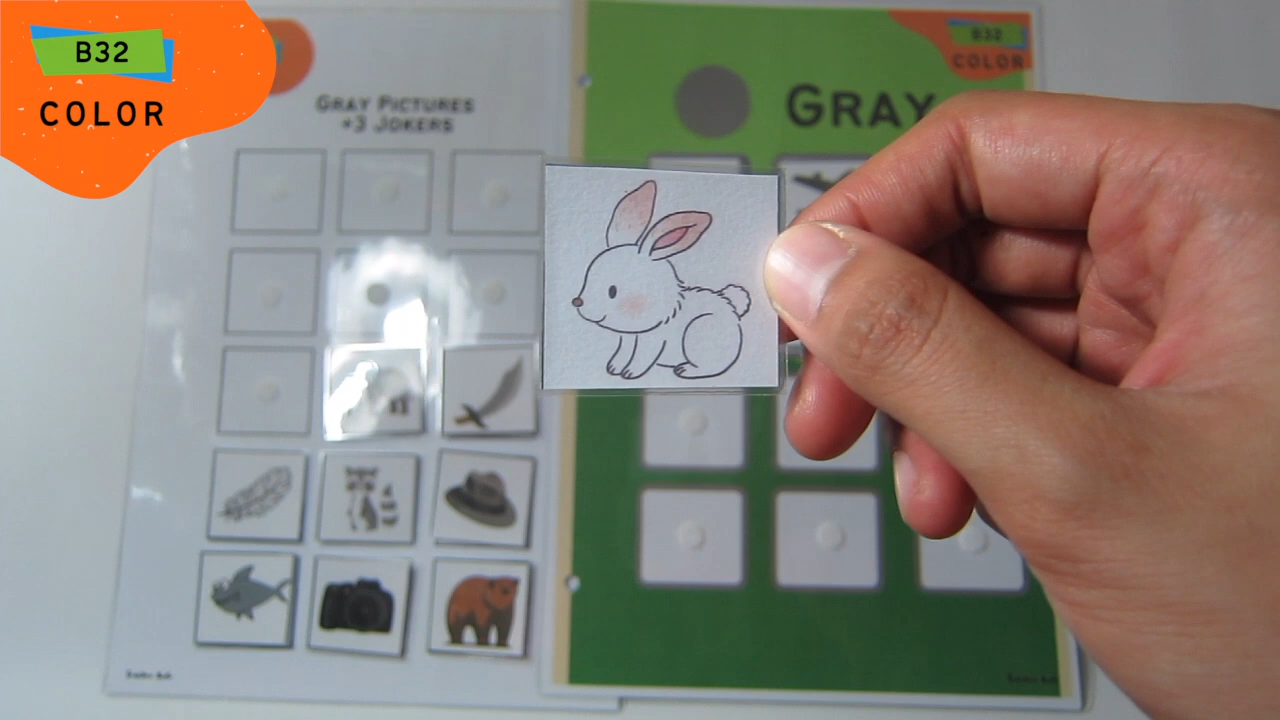 B32
COLOR
GRAY PICTURES
+3 JOKERS
B32
COLOR
GRAY